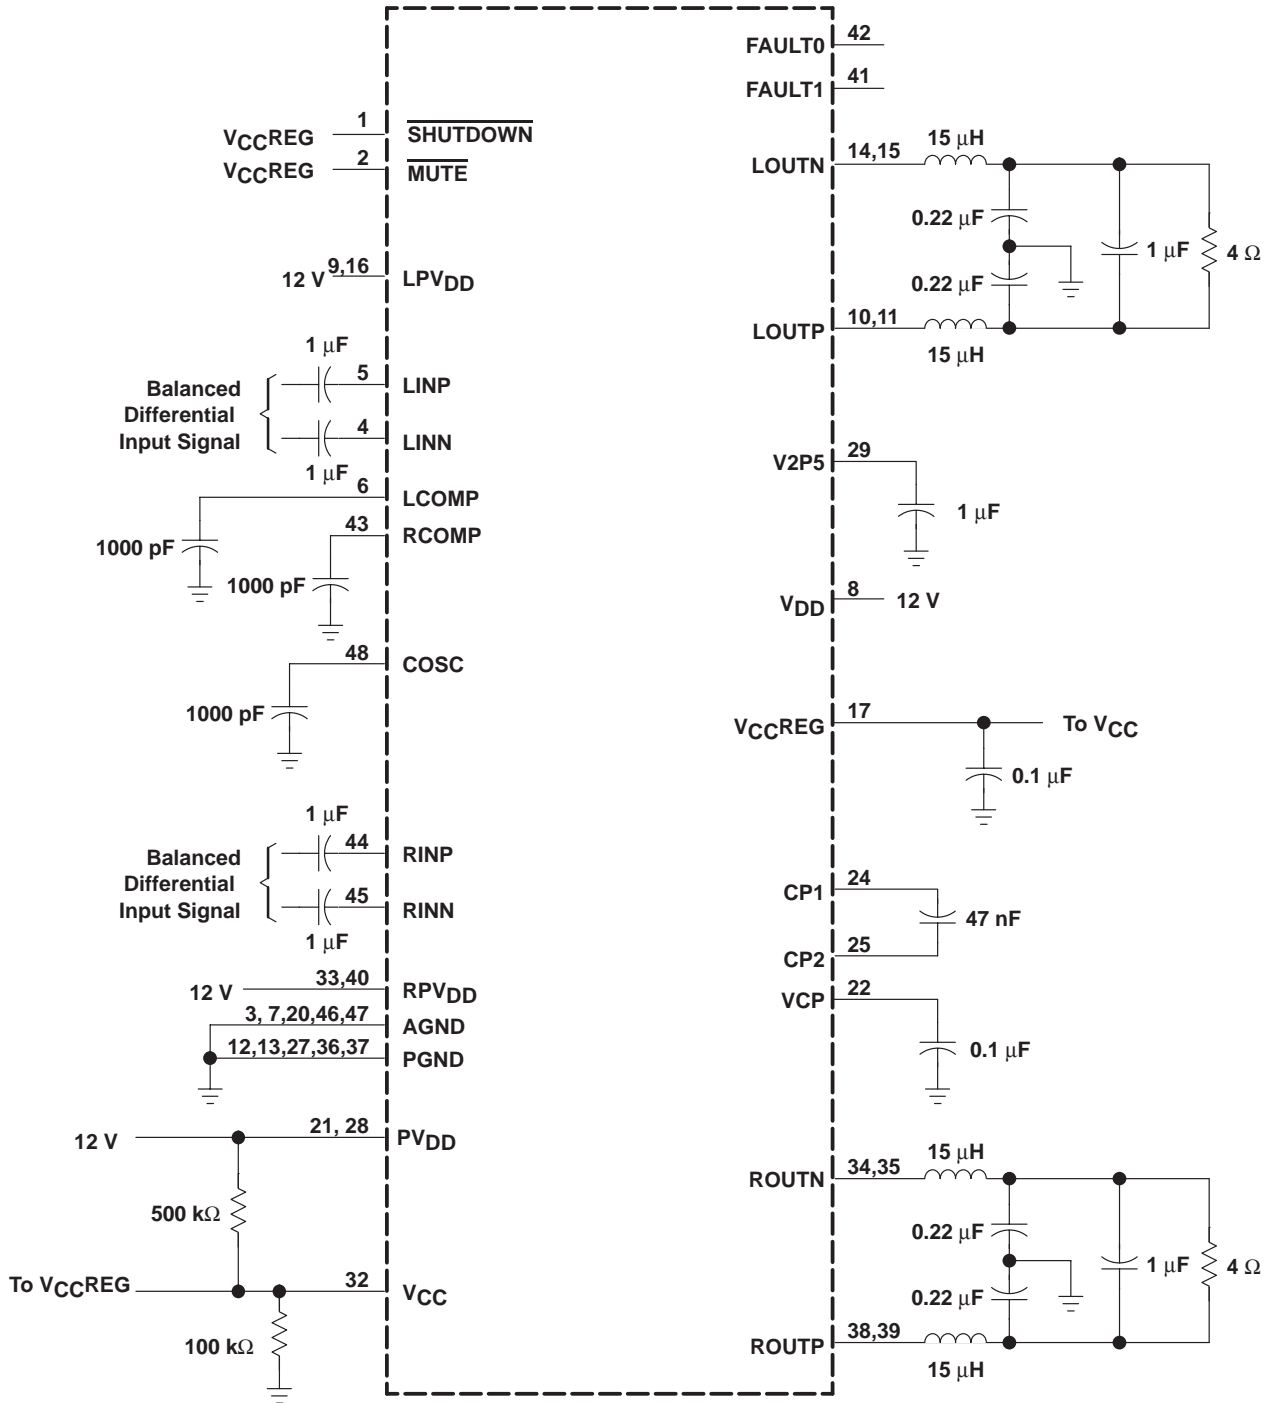 FAULT0
42
FAULT1
41
VCCREG
1
SHUTDOWN
VCCREG
2
MUTE
LOUTN
14,15
15 μH
0.22 μF
0.22 μF
1 μF
4 Ω
LOUTP
10,11
15 μH
12 V
9,16
LPVDD
1 μF
Balanced
Differential
Input Signal
5
LINP
4
LINN
1 μF
6
LCOMP
1000 pF
43
RCOMP
1000 pF
V2P5
29
1 μF
VDD
8
12 V
48
COSC
1000 pF
VCCREG
17
To VCC
0.1 μF
1 μF
Balanced
Differential
Input Signal
44
RINP
45
RINN
1 μF
CP1
24
47 nF
CP2
25
VCP
22
0.1 μF
12 V
33,40
RPVDD
3, 7,20,46,47
AGND
12,13,27,36,37
PGND
12 V
21, 28
PVDD
500 kΩ
To VCCREG
32
VCC
100 kΩ
ROUTN
34,35
15 μH
0.22 μF
0.22 μF
1 μF
4 Ω
ROUTP
38,39
15 μH